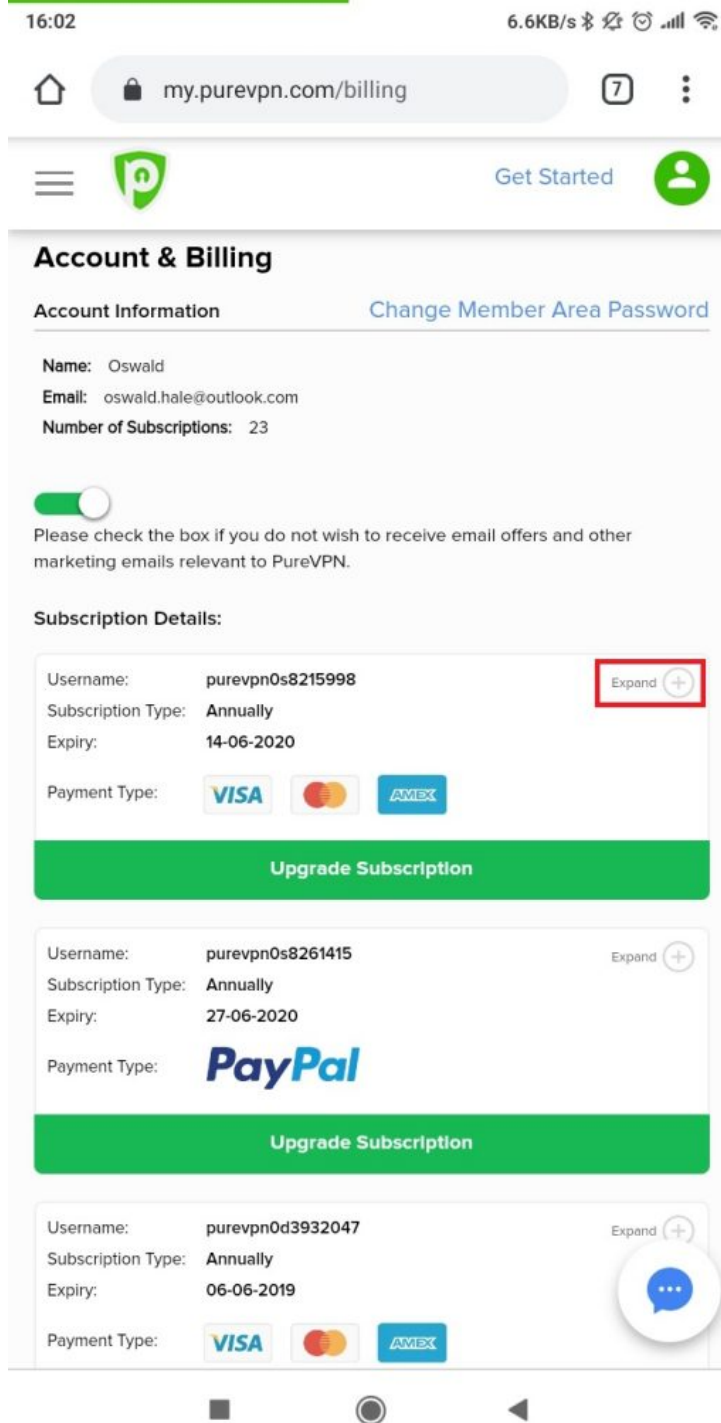 16:02 6.6KB/s
my.purevpn.com/billing 7
p Get Started
Account & Billing
Account Information Change Member Area Password
Name: Oswald
Email: oswald.hale@outlook.com
Number of Subscriptions: 23
Please check the box if you do not wish to receive email offers and other
marketing emails relevant to PureVPN.
Subscription Details:
Username: purevpn0s8215998 Expand
Subscription Type: Annually
Expiry: 14-06-2020
Payment Type: VISA AMEX
Upgrade Subscription
Username: purevpn0s8261415 Expand
Subscription Type: Annually
Expiry: 27-06-2020
Payment Type: PayPal
Upgrade Subscription
Username: purevpn0d3932047 Expand
Subscription Type: Annually
Expiry: 06-06-2019
Payment Type: VISA AMEX